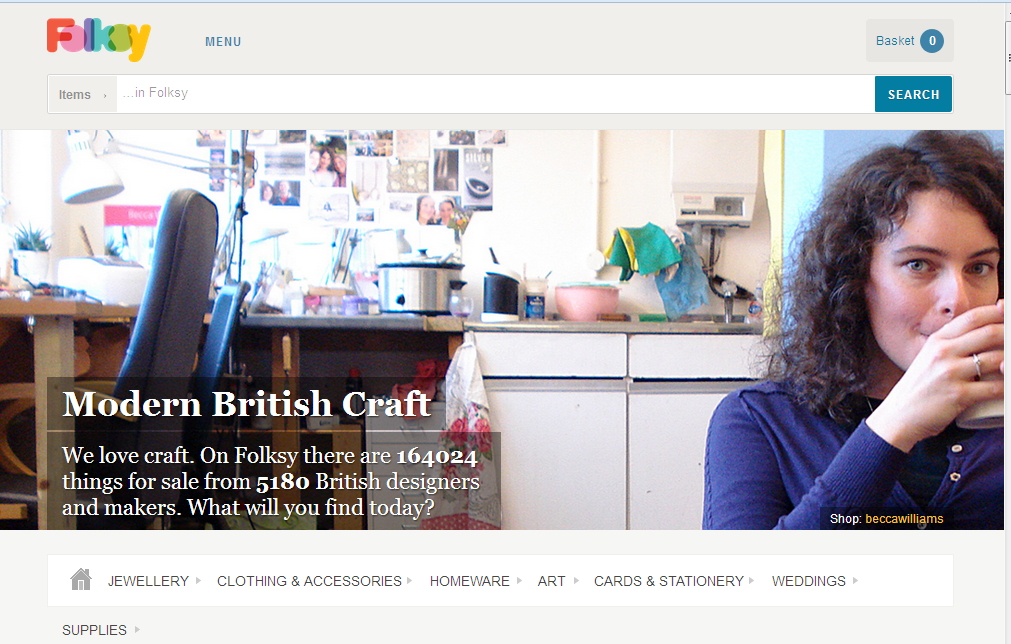 Folksy
MENU
Basket 0
Items
...in Folksy
SEARCH
SILVER
Becca
Modern British Craft
We love craft. On Folksy there are 164024
things for sale from 5180 British designers
and makers. What will you find today?
Shop: beccawilliams
JEWELLERY
CLOTHING & ACCESSORIES
HOMEWARE
ART
CARDS & STATIONERY
WEDDINGS
SUPPLIES